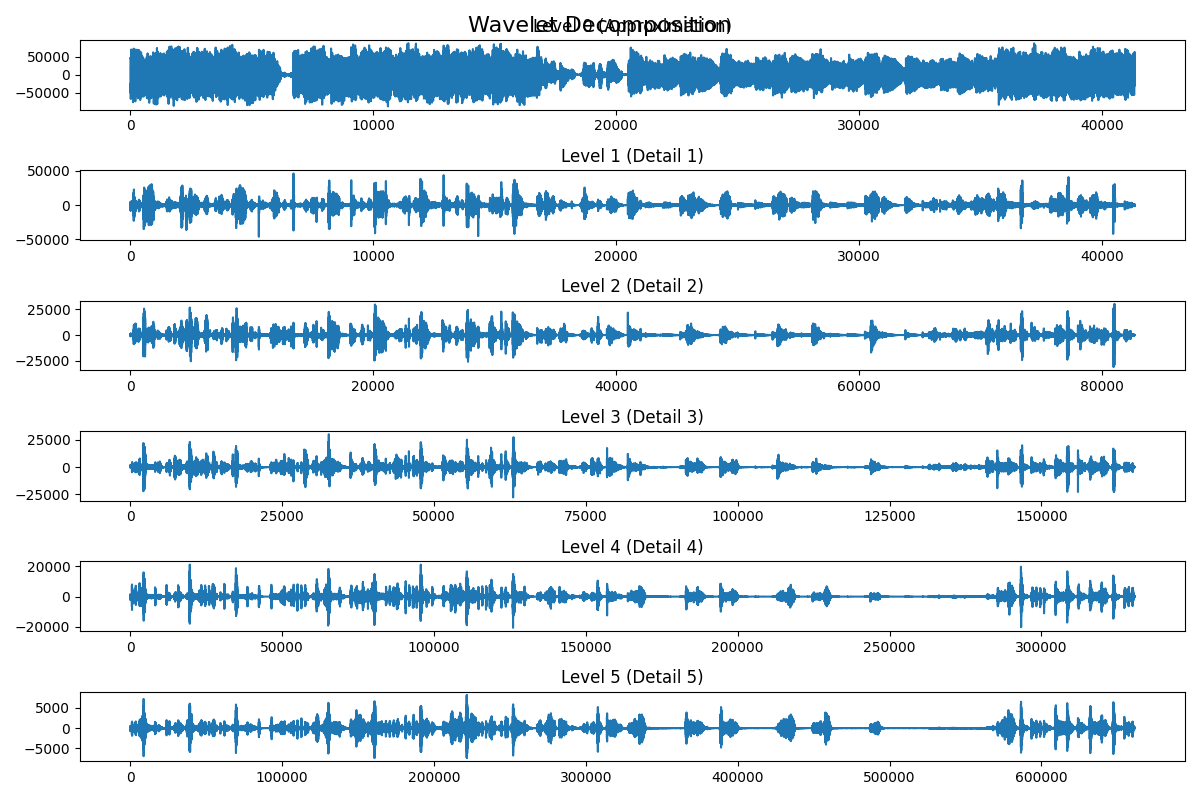 Wavelet Decomposition
Level 0 (Approximation)
50000
0
−50000
0 10000 20000 30000 40000
Level 1 (Detail 1)
50000
0
−50000
0 10000 20000 30000 40000
Level 2 (Detail 2)
25000
0
−25000
0 20000 40000 60000 80000
Level 3 (Detail 3)
25000
0
−25000
0 25000 50000 75000 100000 125000 150000
Level 4 (Detail 4)
20000
0
−20000
0 50000 100000 150000 200000 250000 300000
Level 5 (Detail 5)
5000
0
−5000
0 100000 200000 300000 400000 500000 600000